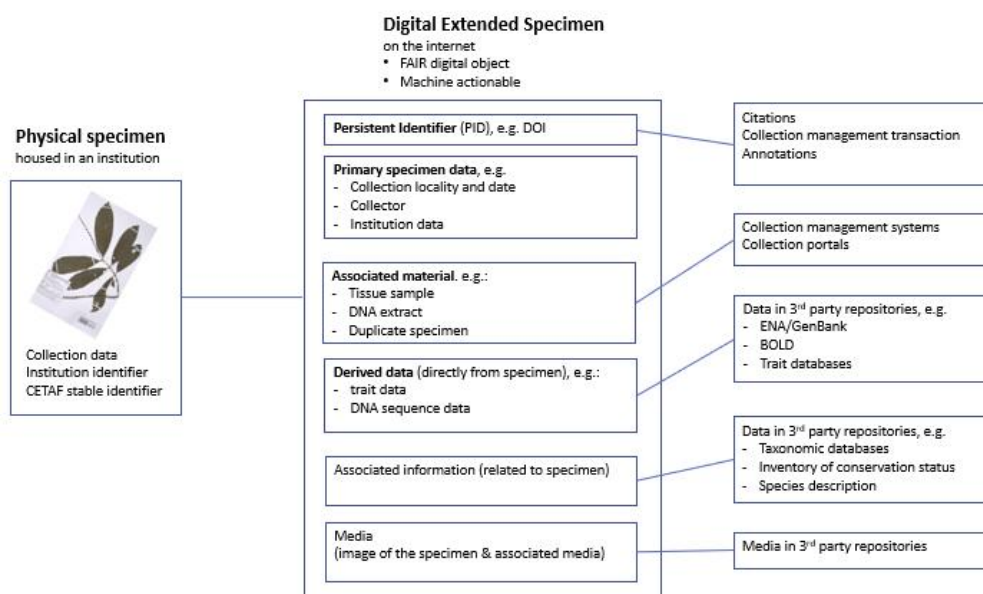 Digital Extended Specimen
on the internet
• FAIR digital object
• Machine actionable
Physical specimen
housed in an institution
Collection data
Institution identifier
CETAF stable identifier
Persistent Identifier (PID), e.g. DOI
Primary specimen data, e.g.
- Collection locality and date
- Collector
- Institution data
Associated material. e.g.:
- Tissue sample
- DNA extract
- Duplicate specimen
Derived data (directly from specimen), e.g.:
- trait data
- DNA sequence data
Associated information (related to specimen)
Media
(image of the specimen & associated media)
Citations
Collection management transaction
Annotations
Collection management systems
Collection portals
Data in 3rd party repositories, e.g.
- ENA/GenBank
- BOLD
- Trait databases
Data in 3rd party repositories, e.g.
- Taxonomic databases
- Inventory of conservation status
- Species description
Media in 3rd party repositories